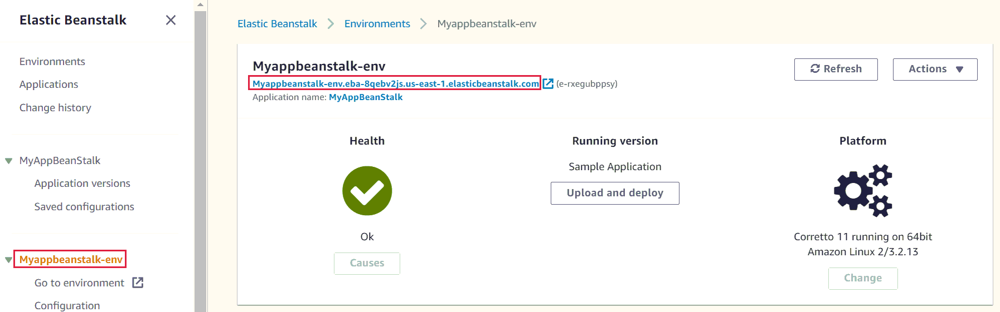 Elastic Beanstalk
Environments
Applications
Change history
MyAppBeanStalk
Application versions
Saved configurations
Myappbeanstalk-env
Go to environment
Configuration
Elastic Beanstalk > Environments > Myappbeanstalk-env
Myappbeanstalk-env
Myappbeanstalk-env.eba-8qebv2js.us-east-1.elasticbeanstalk.com (e-rxegubppsy)
Application name: MyAppBeanStalk
Refresh
Actions
Health
Ok
Causes
Running version
Sample Application
Upload and deploy
Platform
Corretto 11 running on 64bit
Amazon Linux 2/3.2.13
Change